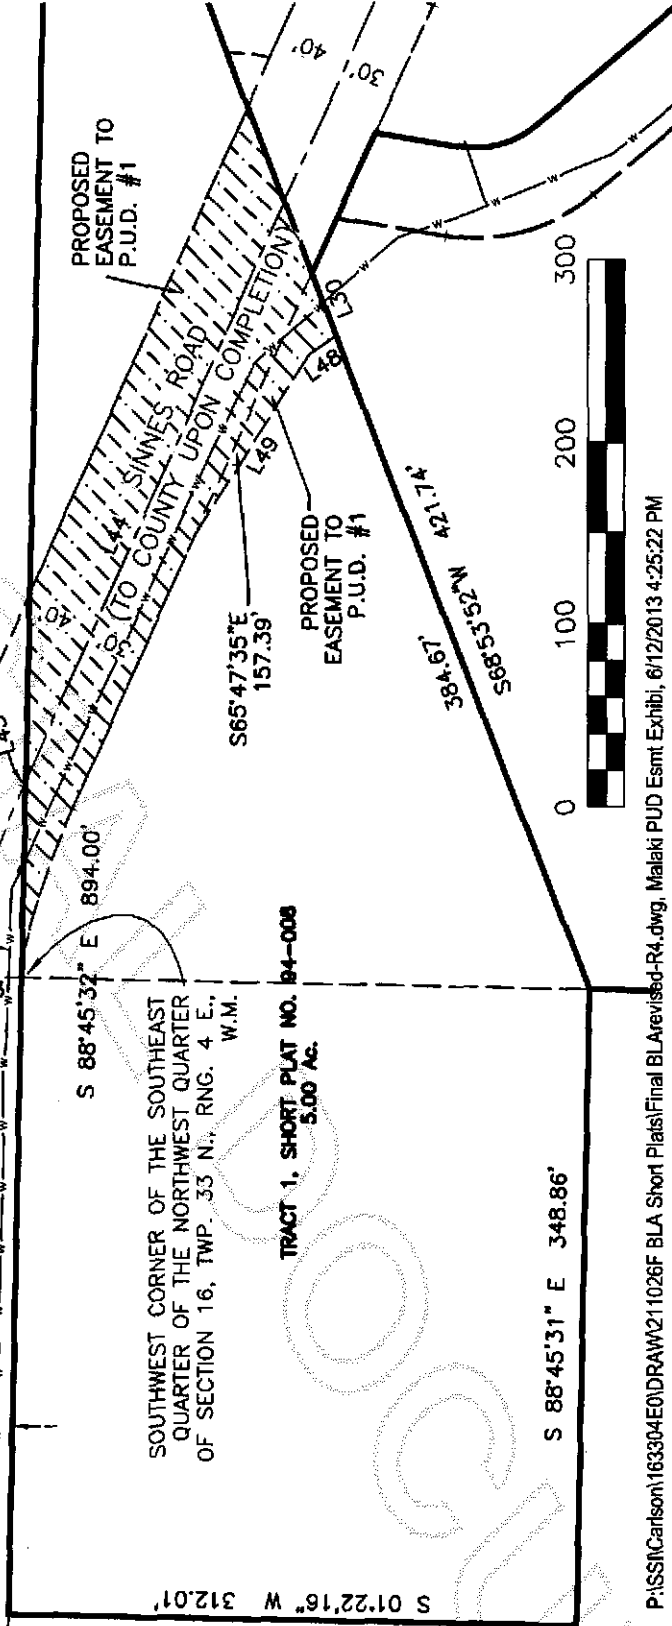 PROPOSED
EASEMENT TO
P.U.D. #1
40'
30'
SINNES ROAD
(TO COUNTY UPON COMPLETION)
L44
40'
30'
L30
L48
L49
S65°47'35"E
157.39'
PROPOSED
EASEMENT TO
P.U.D. #1
384.67'
S68°53'52"W 421.74'
S 88°45'32" E 894.00'
SOUTHWEST CORNER OF THE SOUTHEAST
QUARTER OF THE NORTHWEST QUARTER
OF SECTION 16, TWP. 33 N., RNG. 4 E.,
W.M.
TRACT 1, SHORT PLAT NO. 94-008
5.00 Ac.
S 88°45'31" E 348.86'
S 01°22'16" W 312.01'
0 100 200 300
P:\SSI\Carlson\163304E0\DRAW\211026F BLA Short Plats\Final BLArevised-R4.dwg, Malaki PUD Esmt Exhibi, 6/12/2013 4:25:22 PM